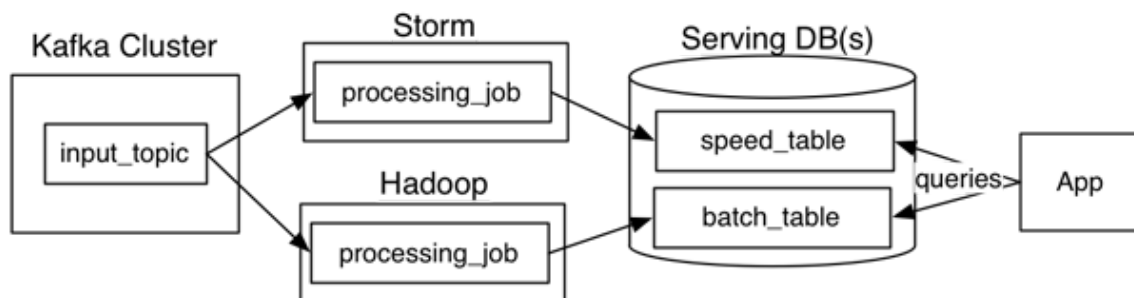 Kafka Cluster
input_topic
Storm
processing_job
Hadoop
processing_job
Serving DB(s)
speed_table
batch_table
queries
App